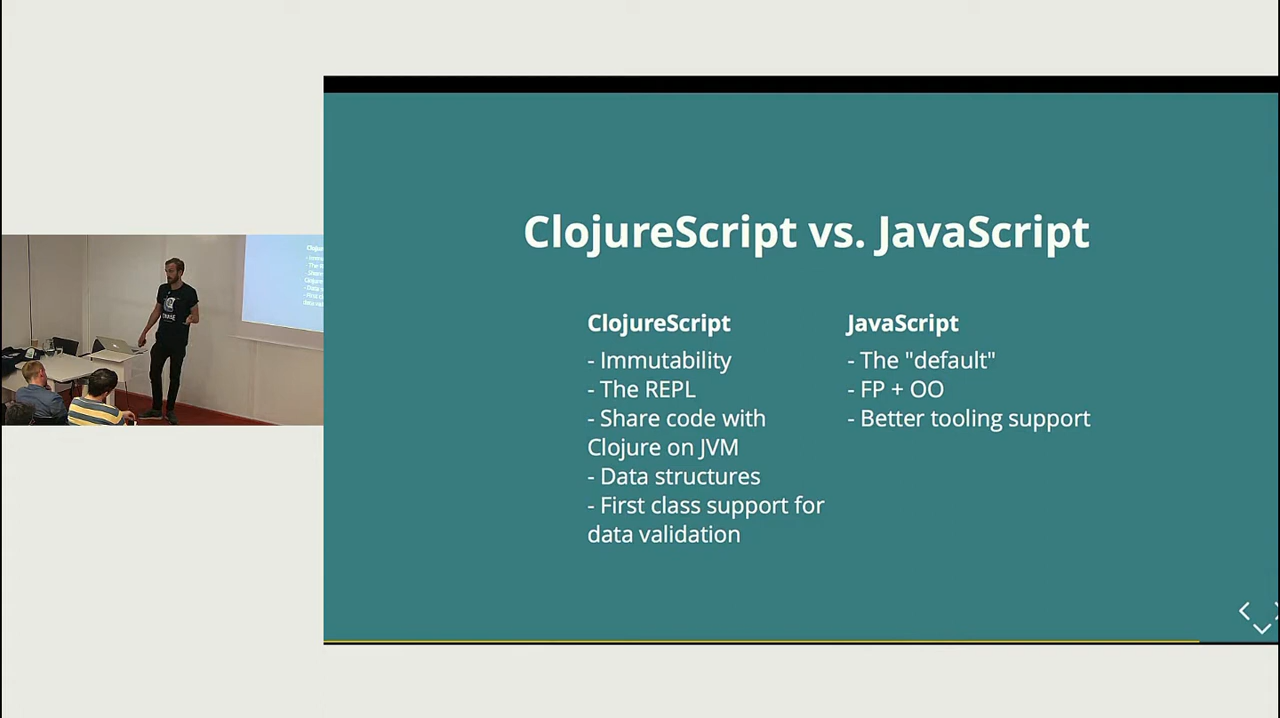 ClojureScript vs. JavaScript
ClojureScript
- Immutability
- The REPL
- Share code with
Clojure on JVM
- Data structures
- First class support for
data validation
JavaScript
- The "default"
- FP + OO
- Better tooling support